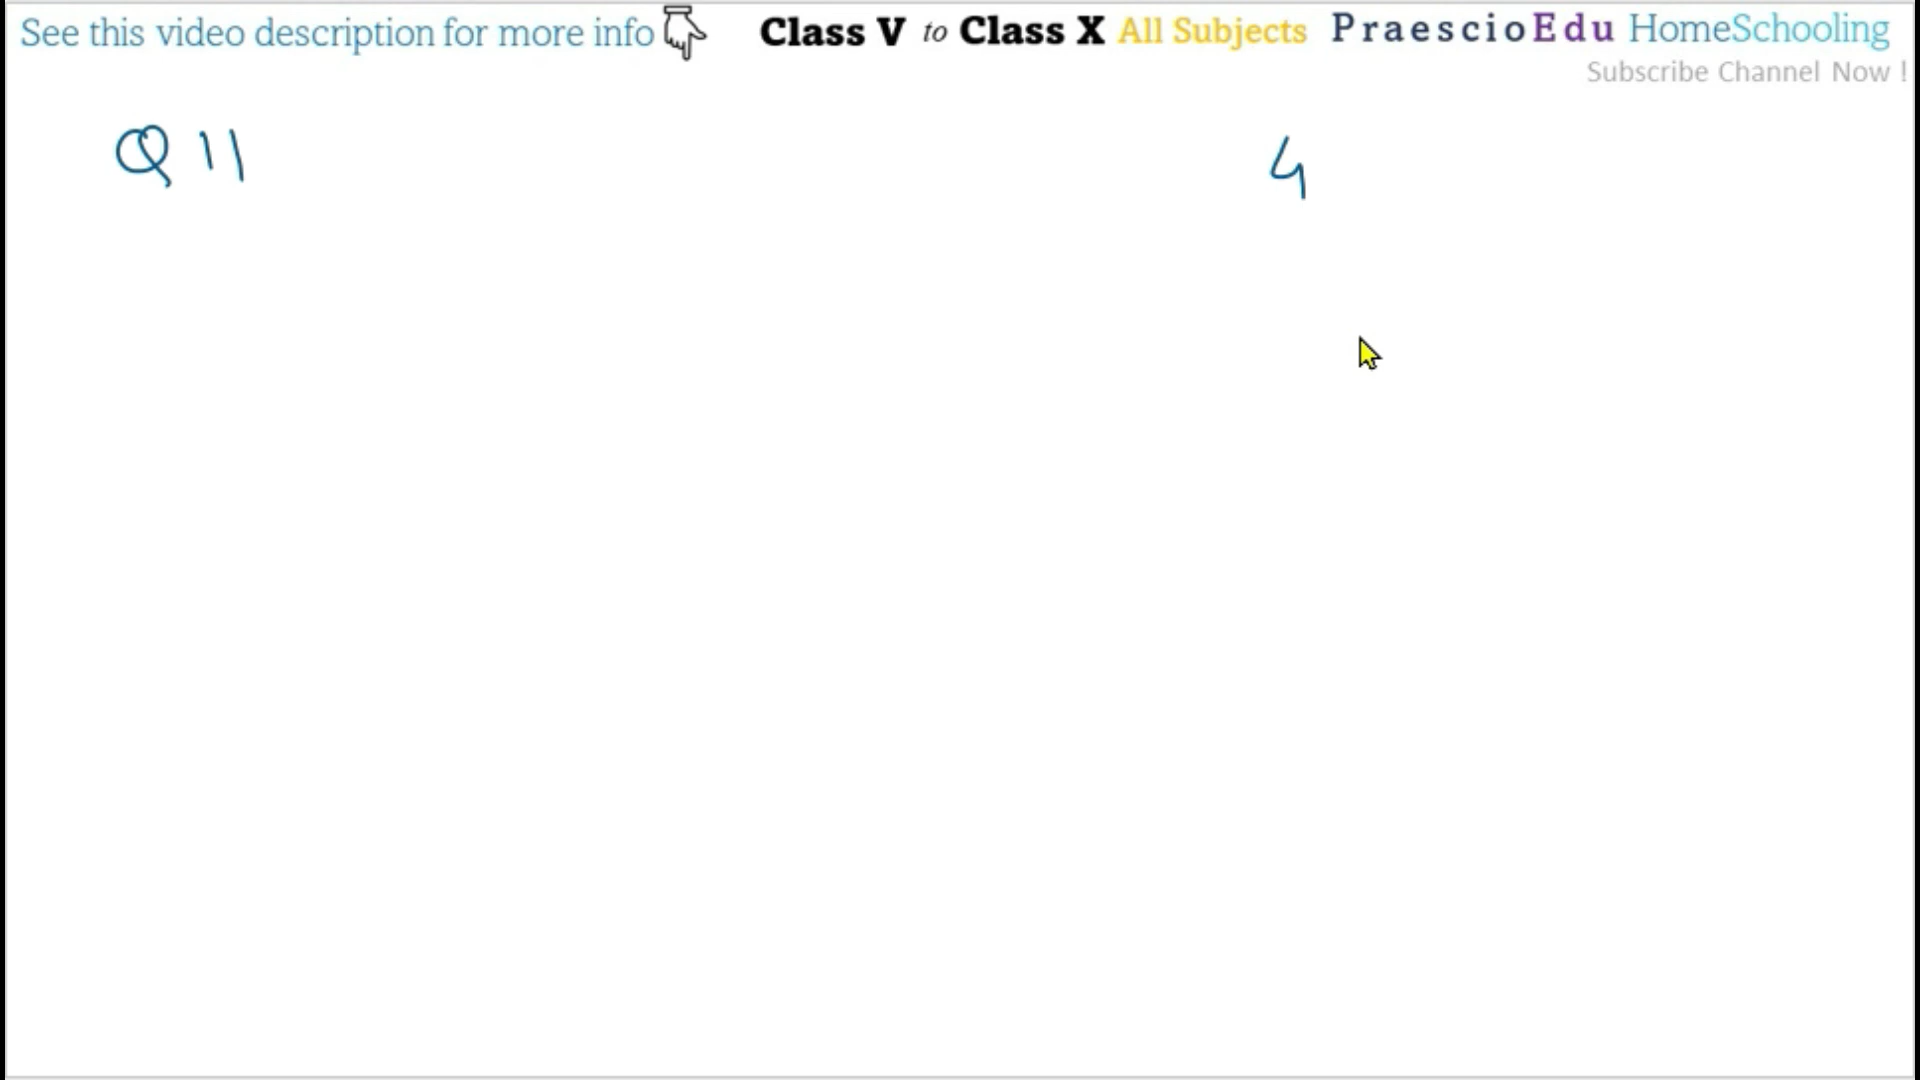 See this video description for more info Class V to Class X All Subjects PraescioEdu HomeSchooling
Subscribe Channel Now !
Q 11 4